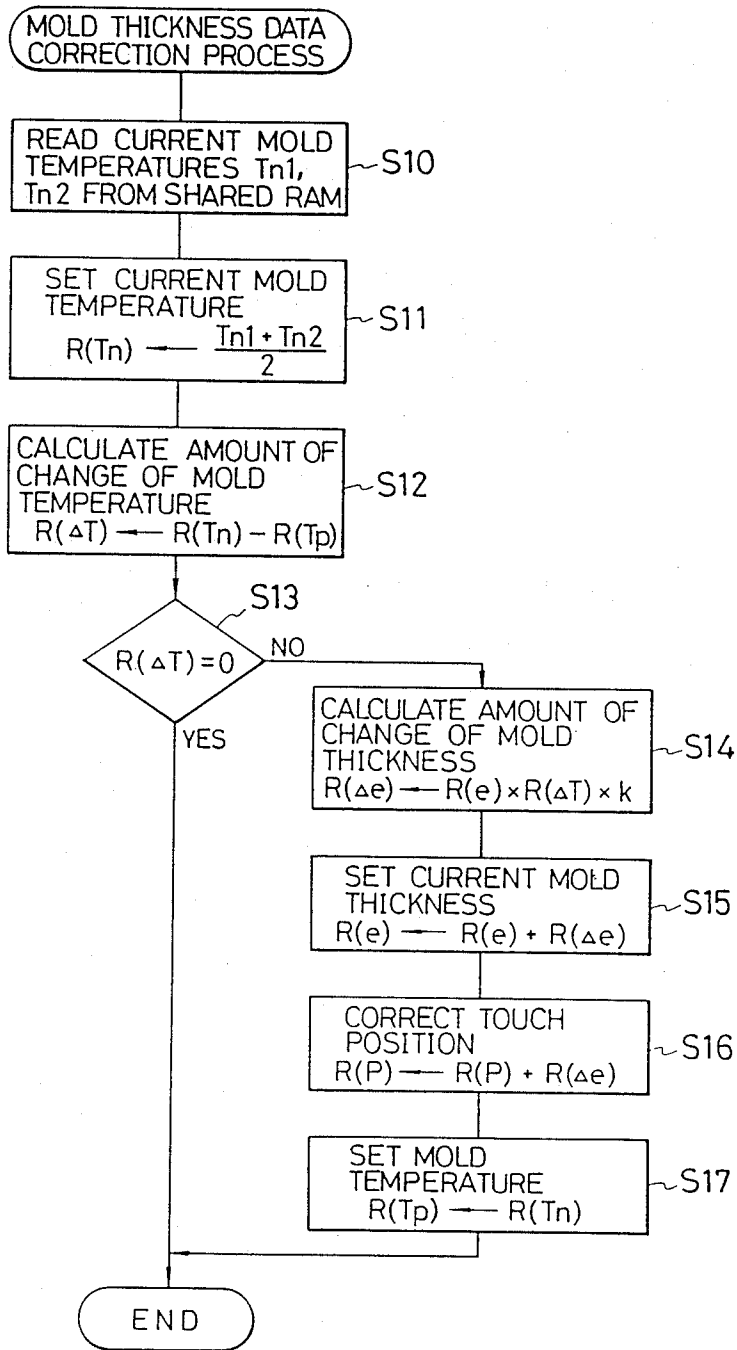 MOLD THICKNESS DATA
CORRECTION PROCESS
READ CURRENT MOLD
TEMPERATURES Tn1,
Tn2 FROM SHARED RAM
S10
SET CURRENT MOLD
TEMPERATURE
R(Tn) ← Tn1 + Tn2
2
S11
CALCULATE AMOUNT OF
CHANGE OF MOLD
TEMPERATURE
R(ΔT) ← R(Tn) − R(Tp)
S12
S13
R(ΔT) = 0
NO
YES
CALCULATE AMOUNT OF
CHANGE OF MOLD
THICKNESS
R(Δe) ← R(e) × R(ΔT) × k
S14
SET CURRENT MOLD
THICKNESS
R(e) ← R(e) + R(Δe)
S15
CORRECT TOUCH
POSITION
R(P) ← R(P) + R(Δe)
S16
SET MOLD
TEMPERATURE
R(Tp) ← R(Tn)
S17
END